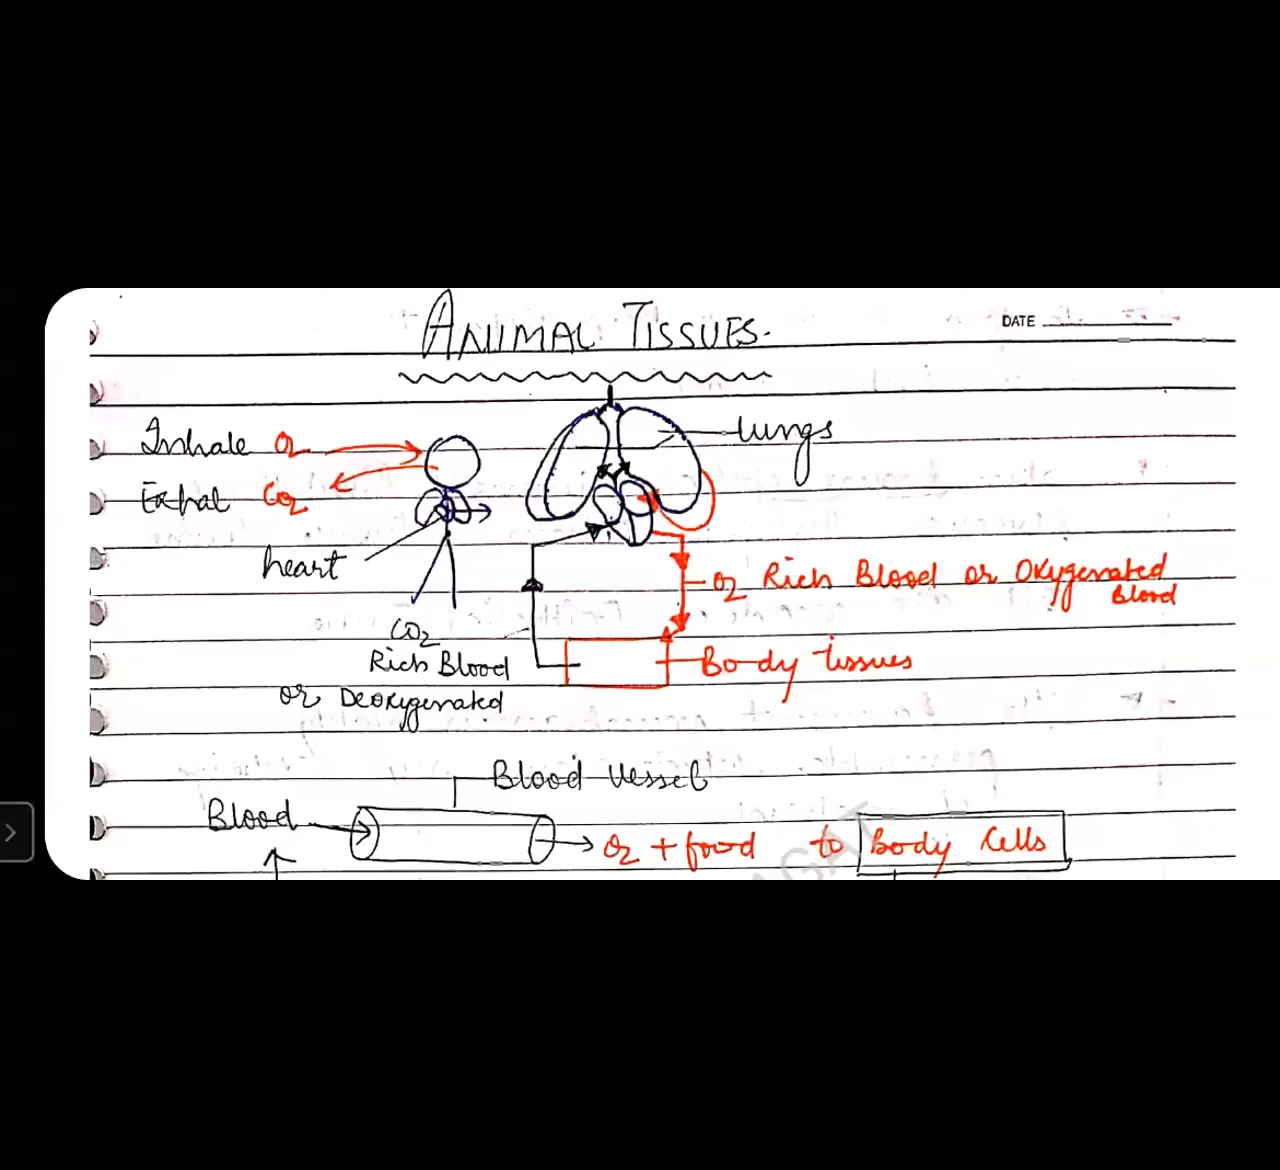 ANIMAL TISSUES.
DATE
Inhale O2
lungs
Exhal CO2
heart
O2 Rich Blood or Oxygenated
Blood
CO2
Rich Blood
Body tissues
or Deoxygenated
Blood Vessel
Blood
O2 + food to Body Cells